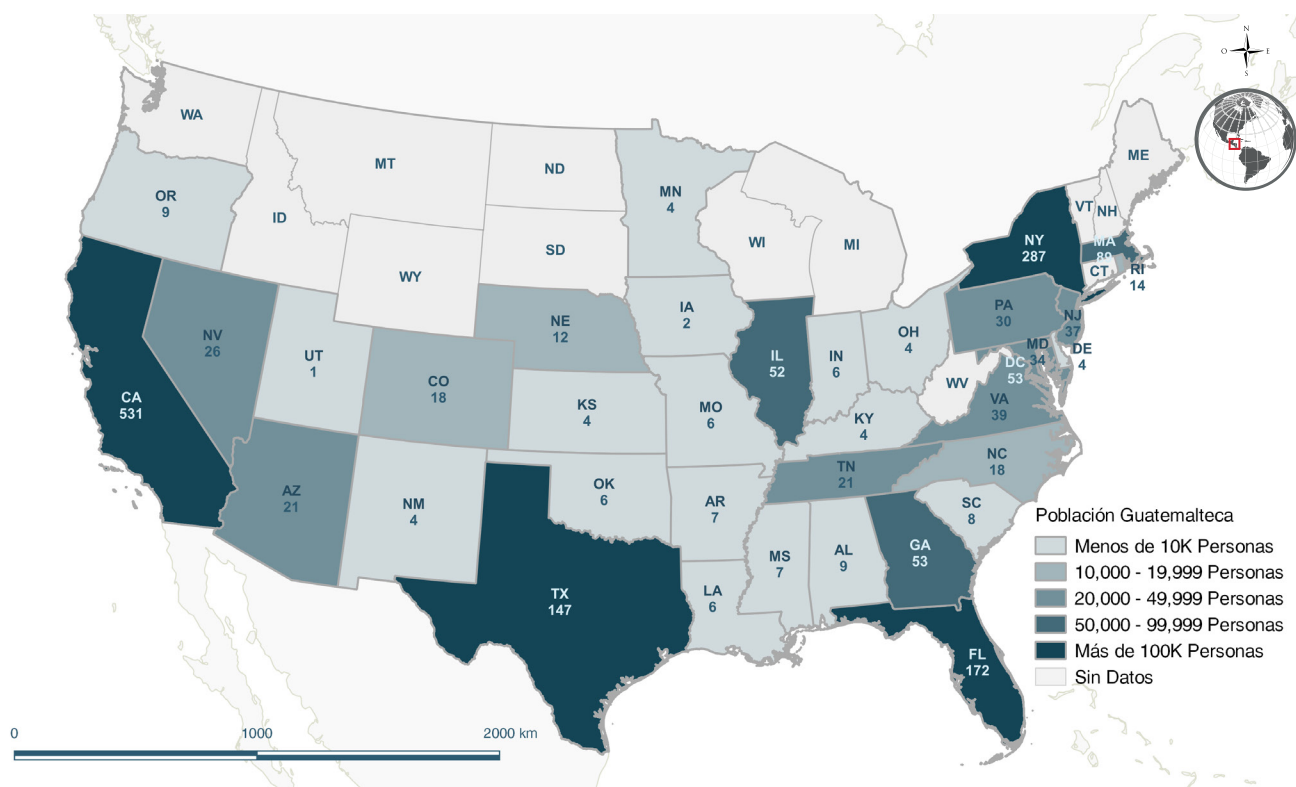 N
O
E
S
WA
MT
ND
MN
4
ME
OR
9
ID
SD
WI
MI
VT
NH
NY
287
MA
89
CT
RI
14
WY
NV
26
UT
1
CO
18
NE
12
IA
2
IL
52
IN
6
OH
4
PA
30
NJ
37
MD
34
DE
4
DC
53
WV
VA
39
CA
531
KS
4
MO
6
KY
4
AZ
21
NM
4
OK
6
AR
7
TN
21
NC
18
SC
8
TX
147
LA
6
MS
7
AL
9
GA
53
FL
172
Población Guatemalteca
Menos de 10K Personas
10,000 - 19,999 Personas
20,000 - 49,999 Personas
50,000 - 99,999 Personas
Más de 100K Personas
Sin Datos
0 1000 2000 km